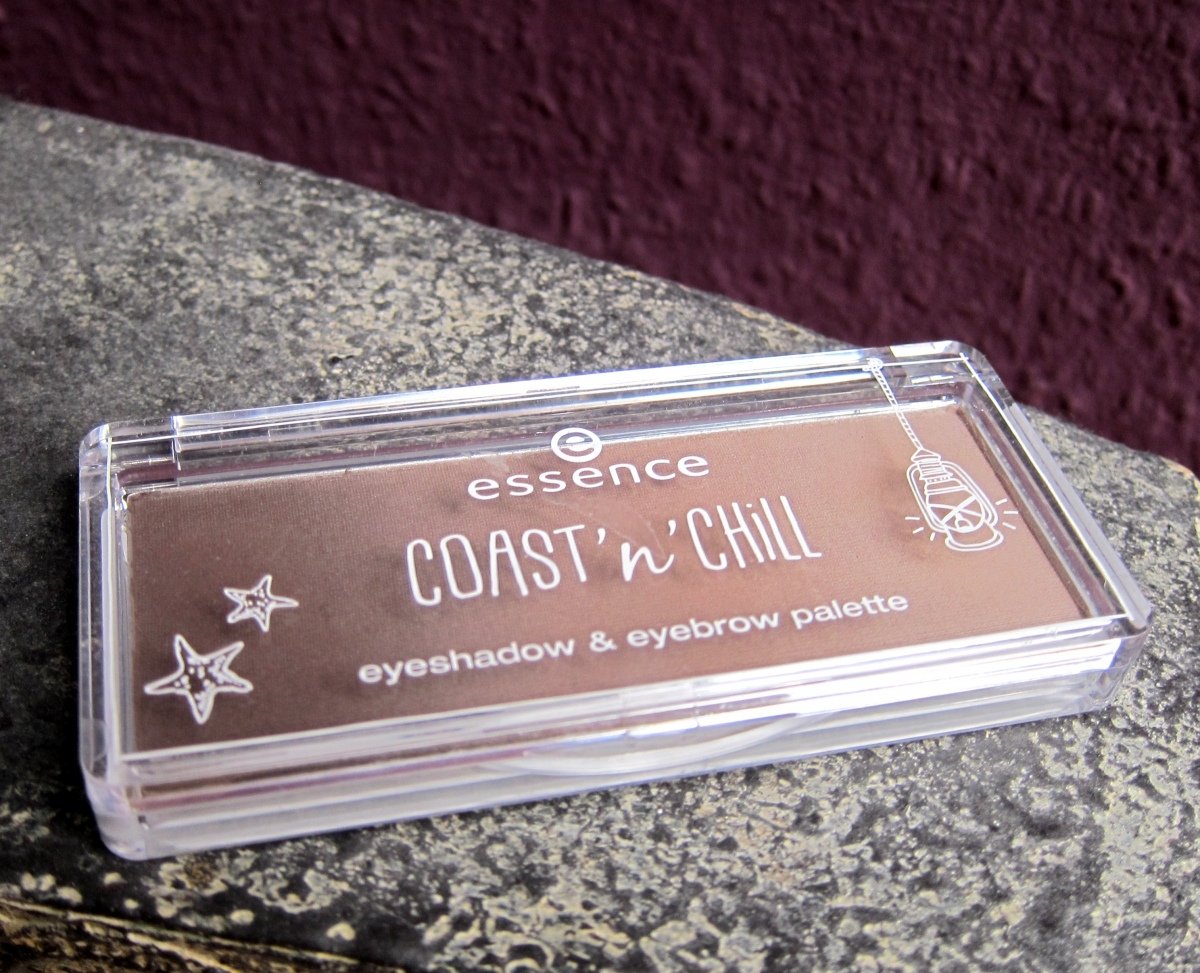 essence
COAST'n'CHiLL
eyeshadow & eyebrow palette